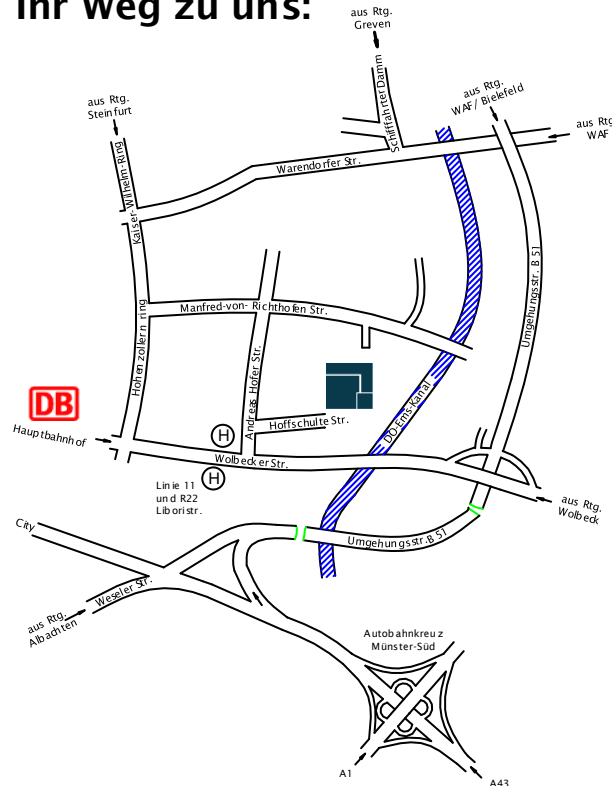 Ihr Weg zu uns:
aus Rtg.
Greven
aus Rtg.
WAF/Bielefeld
aus Rtg.
WAF
aus Rtg.
Steinfurt
Schiffahrter Damm
Warendorfer Str.
Kaiser-Wilhelm-Ring
Umgehungsstr. B 51
Manfred-von- Richthofen Str.
Hohenzollernring
Andreas Hofer Str.
DB
Hauptbahnhof
DO-Ems-Kanal
Hoffschulte Str.
H
Wolbecker Str.
H
Linie 11
und R22
Liboristr.
aus Rtg.
Wolbeck
City
Umgehungsstr.B 51
Weseler Str.
aus Rtg.
Albachten
Autobahnkreuz
Münster-Süd
A1
A43